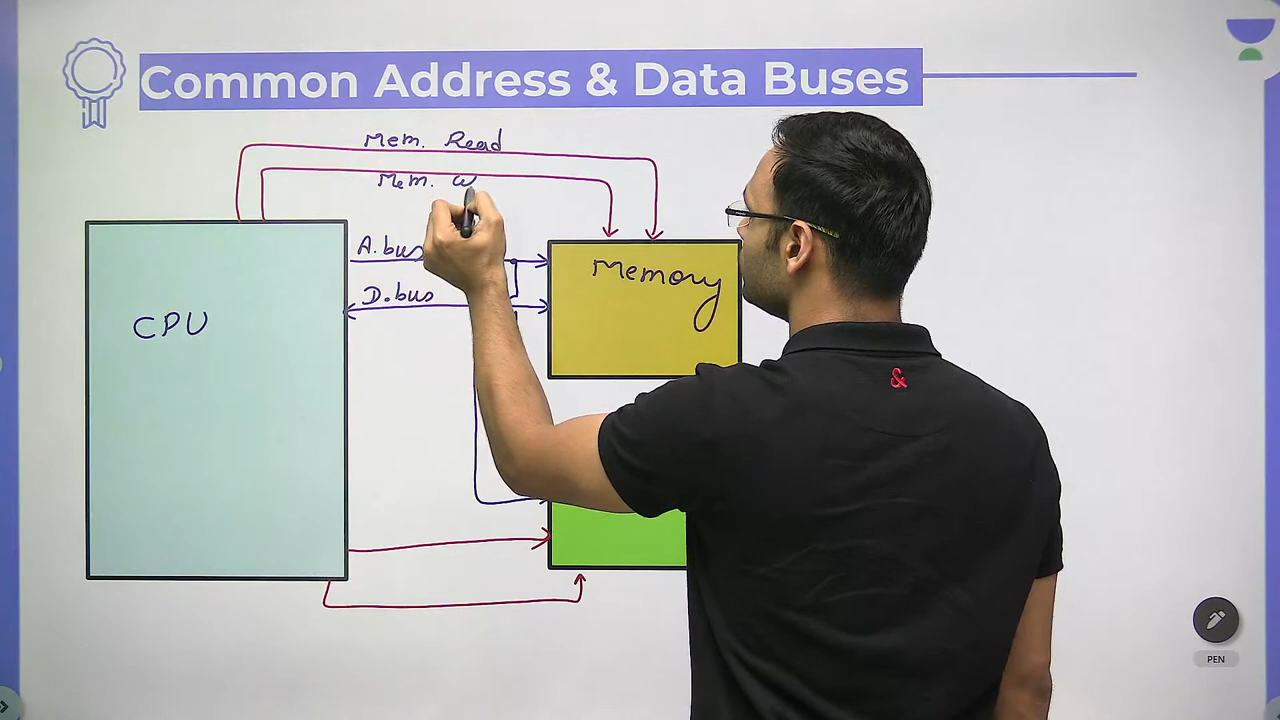 Common Address & Data Buses
Mem. Read
Mem. W
A.bus
D.bus
CPU
Memory
&
PEN